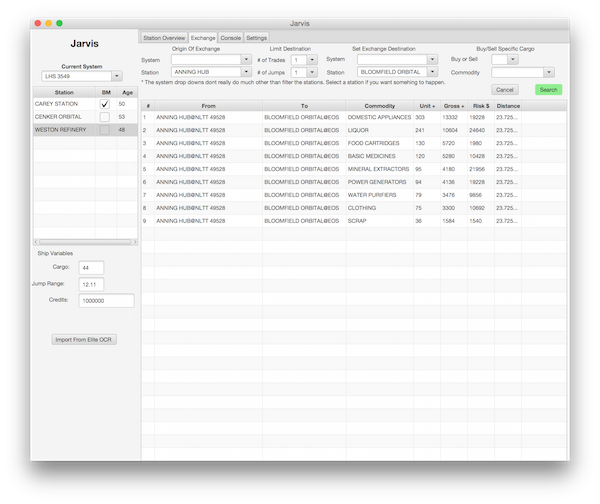 Jarvis
Jarvis
Current System
LHS 3549
Station BM Age
CAREY STATION 50
CENKER ORBITAL 53
WESTON REFINERY 48
Ship Variables
Cargo: 44
Jump Range: 12.11
Credits: 1000000
Import From Elite OCR
Station Overview Exchange Console Settings
Origin Of Exchange Limit Destination Set Exchange Destination Buy/Sell Specific Cargo
System # of Trades 1 System Buy or Sell
Station ANNING HUB # of Jumps 1 Station BLOOMFIELD ORBITAL Commodity
* The system drop downs dont really do much other than filter the stations. Select a station if you want something to happen.
Cancel Search
# From To Commodity Unit + Gross + Risk $ Distance
1 ANNING HUB@NLTT 49528 BLOOMFIELD ORBITAL@EOS DOMESTIC APPLIANCES 303 13332 19228 23.725...
2 ANNING HUB@NLTT 49528 BLOOMFIELD ORBITAL@EOS LIQUOR 241 10604 24640 23.725...
3 ANNING HUB@NLTT 49528 BLOOMFIELD ORBITAL@EOS FOOD CARTRIDGES 130 5720 1980 23.725...
4 ANNING HUB@NLTT 49528 BLOOMFIELD ORBITAL@EOS BASIC MEDICINES 120 5280 10428 23.725...
5 ANNING HUB@NLTT 49528 BLOOMFIELD ORBITAL@EOS MINERAL EXTRACTORS 95 4180 21956 23.725...
6 ANNING HUB@NLTT 49528 BLOOMFIELD ORBITAL@EOS POWER GENERATORS 94 4136 19228 23.725...
7 ANNING HUB@NLTT 49528 BLOOMFIELD ORBITAL@EOS WATER PURIFIERS 79 3476 9856 23.725...
8 ANNING HUB@NLTT 49528 BLOOMFIELD ORBITAL@EOS CLOTHING 75 3300 10692 23.725...
9 ANNING HUB@NLTT 49528 BLOOMFIELD ORBITAL@EOS SCRAP 36 1584 1540 23.725...